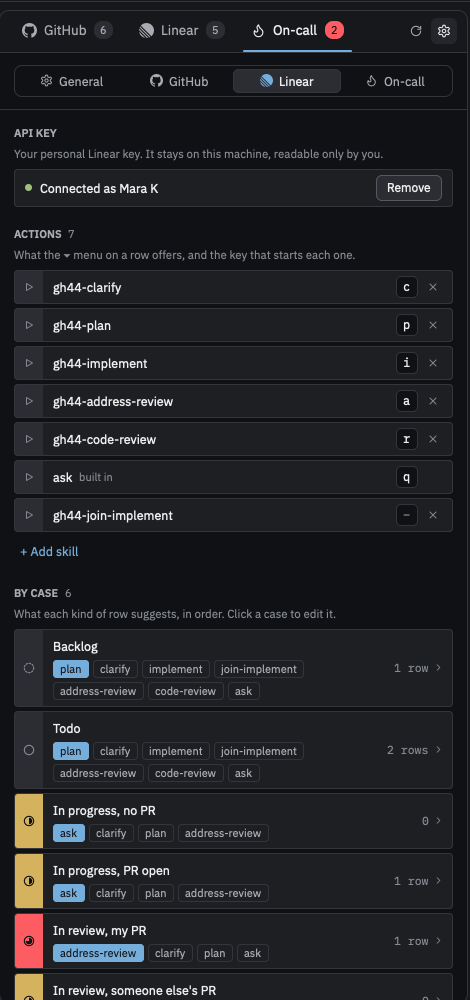 GitHub 6 Linear 5 On-call 2
General GitHub Linear On-call
API KEY
Your personal Linear key. It stays on this machine, readable only by you.
Connected as Mara K Remove
ACTIONS 7
What the menu on a row offers, and the key that starts each one.
gh44-clarify c
gh44-plan p
gh44-implement i
gh44-address-review a
gh44-code-review r
ask built in q
gh44-join-implement –
+ Add skill
BY CASE 6
What each kind of row suggests, in order. Click a case to edit it.
Backlog
plan clarify implement join-implement
1 row
address-review code-review ask
Todo
plan clarify implement join-implement
2 rows
address-review code-review ask
In progress, no PR
0
ask clarify plan address-review
In progress, PR open
1 row
ask clarify plan address-review
In review, my PR
1 row
address-review clarify plan ask
In review, someone else's PR